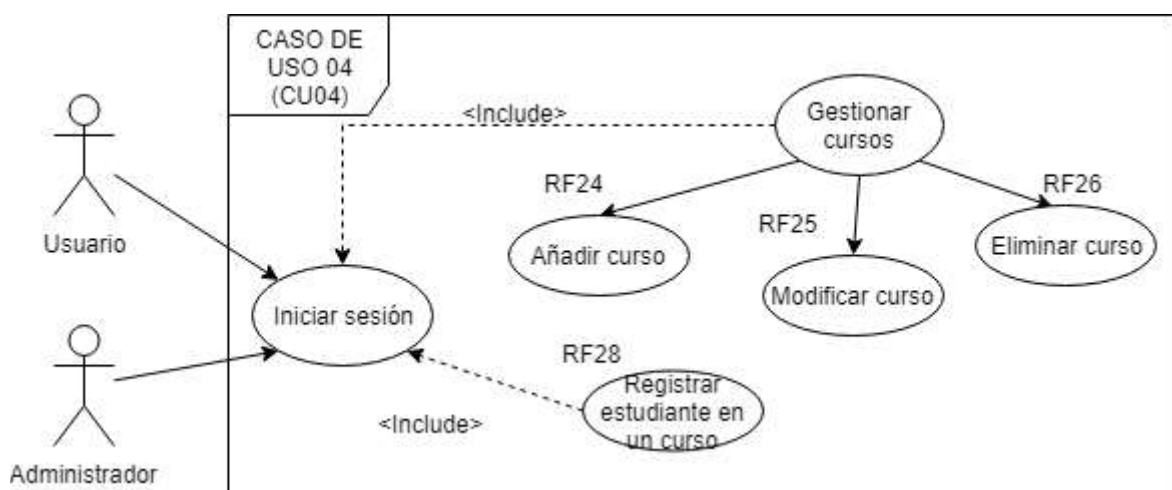 CASO DE
USO 04
(CU04)
<Include>
Gestionar
cursos
RF24
RF25
RF26
Usuario
Añadir curso
Modificar curso
Eliminar curso
Iniciar sesión
RF28
Registrar
estudiante en
un curso
<Include>
Administrador